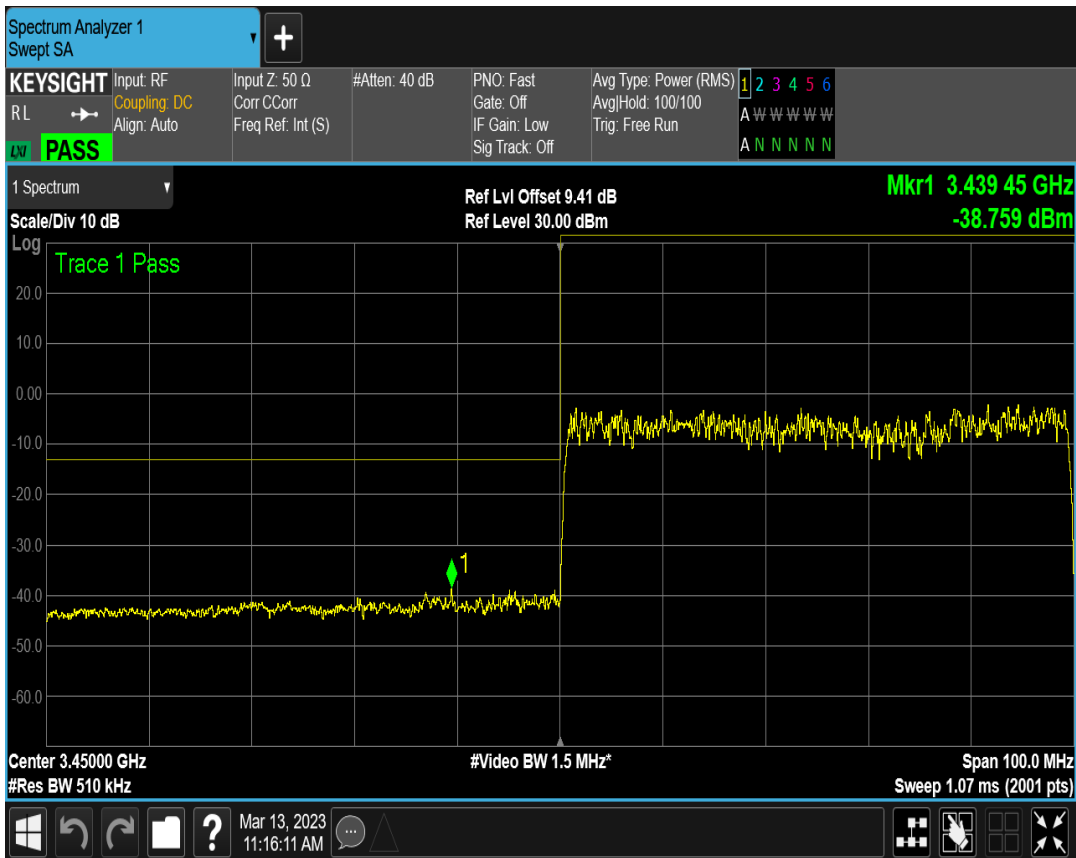 Spectrum Analyzer 1
Swept SA
+
KEYSIGHT
RL
LXI
PASS
Input: RF
Coupling: DC
Align: Auto
Input Z: 50 Ω
Corr CCorr
Freq Ref: Int (S)
#Atten: 40 dB
PNO: Fast
Gate: Off
IF Gain: Low
Sig Track: Off
Avg Type: Power (RMS)
Avg|Hold: 100/100
Trig: Free Run
1 2 3 4 5 6
A W W W W W
A N N N N N
1 Spectrum
Scale/Div 10 dB
Ref Lvl Offset 9.41 dB
Ref Level 30.00 dBm
Mkr1 3.439 45 GHz
-38.759 dBm
Log
Trace 1 Pass
20.0
10.0
0.00
-10.0
-20.0
-30.0
1
-40.0
-50.0
-60.0
Center 3.45000 GHz
#Video BW 1.5 MHz*
Span 100.0 MHz
#Res BW 510 kHz
Sweep 1.07 ms (2001 pts)
?
Mar 13, 2023
11:16:11 AM